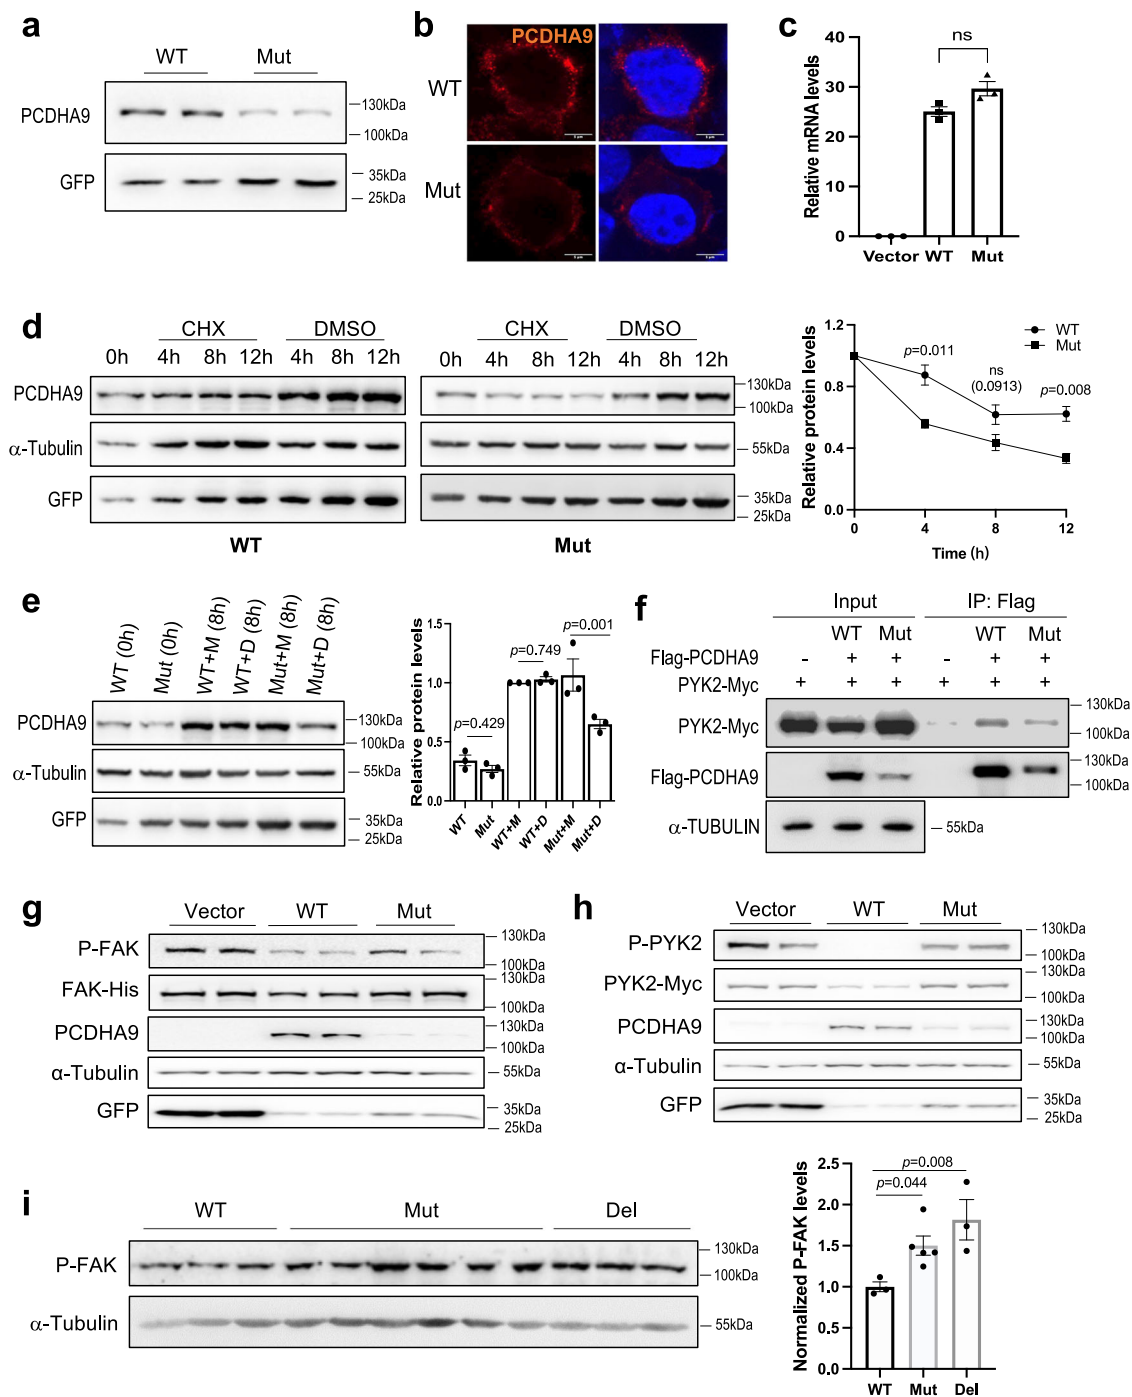 a
WT Mut
PCDHA9
130kDa
100kDa
GFP
35kDa
25kDa
b
PCDHA9
WT
Mut
c
ns
Relative mRNA levels
40
30
20
10
0
Vector WT Mut
d
CHX DMSO
0h 4h 8h 12h 4h 8h 12h
CHX DMSO
0h 4h 8h 12h 4h 8h 12h
PCDHA9
130kDa
100kDa
α-Tubulin
55kDa
GFP
35kDa
25kDa
WT
Mut
Relative protein levels
1.2
0.8
0.4
0.0
WT
Mut
p=0.011
ns
(0.0913)
p=0.008
0 4 8 12
Time (h)
e
WT (0h)
Mut (0h)
WT+M (8h)
WT+D (8h)
Mut+M (8h)
Mut+D (8h)
PCDHA9
130kDa
100kDa
α-Tubulin
55kDa
GFP
35kDa
25kDa
Relative protein levels
1.5
1.0
0.5
0.0
p=0.429
p=0.749
p=0.001
WT
Mut
WT+M
WT+D
Mut+M
Mut+D
f
Input IP: Flag
WT Mut WT Mut
Flag-PCDHA9 - + + - + +
PYK2-Myc + + + + + +
PYK2-Myc
130kDa
100kDa
Flag-PCDHA9
130kDa
100kDa
α-TUBULIN
55kDa
g
Vector WT Mut
P-FAK
130kDa
100kDa
FAK-His
130kDa
100kDa
PCDHA9
130kDa
100kDa
α-Tubulin
55kDa
GFP
35kDa
25kDa
h
Vector WT Mut
P-PYK2
130kDa
100kDa
PYK2-Myc
130kDa
100kDa
PCDHA9
130kDa
100kDa
α-Tubulin
55kDa
GFP
35kDa
25kDa
i
WT Mut Del
P-FAK
130kDa
100kDa
α-Tubulin
55kDa
Normalized P-FAK levels
2.5
2.0
1.5
1.0
0.5
0.0
p=0.008
p=0.044
WT Mut Del